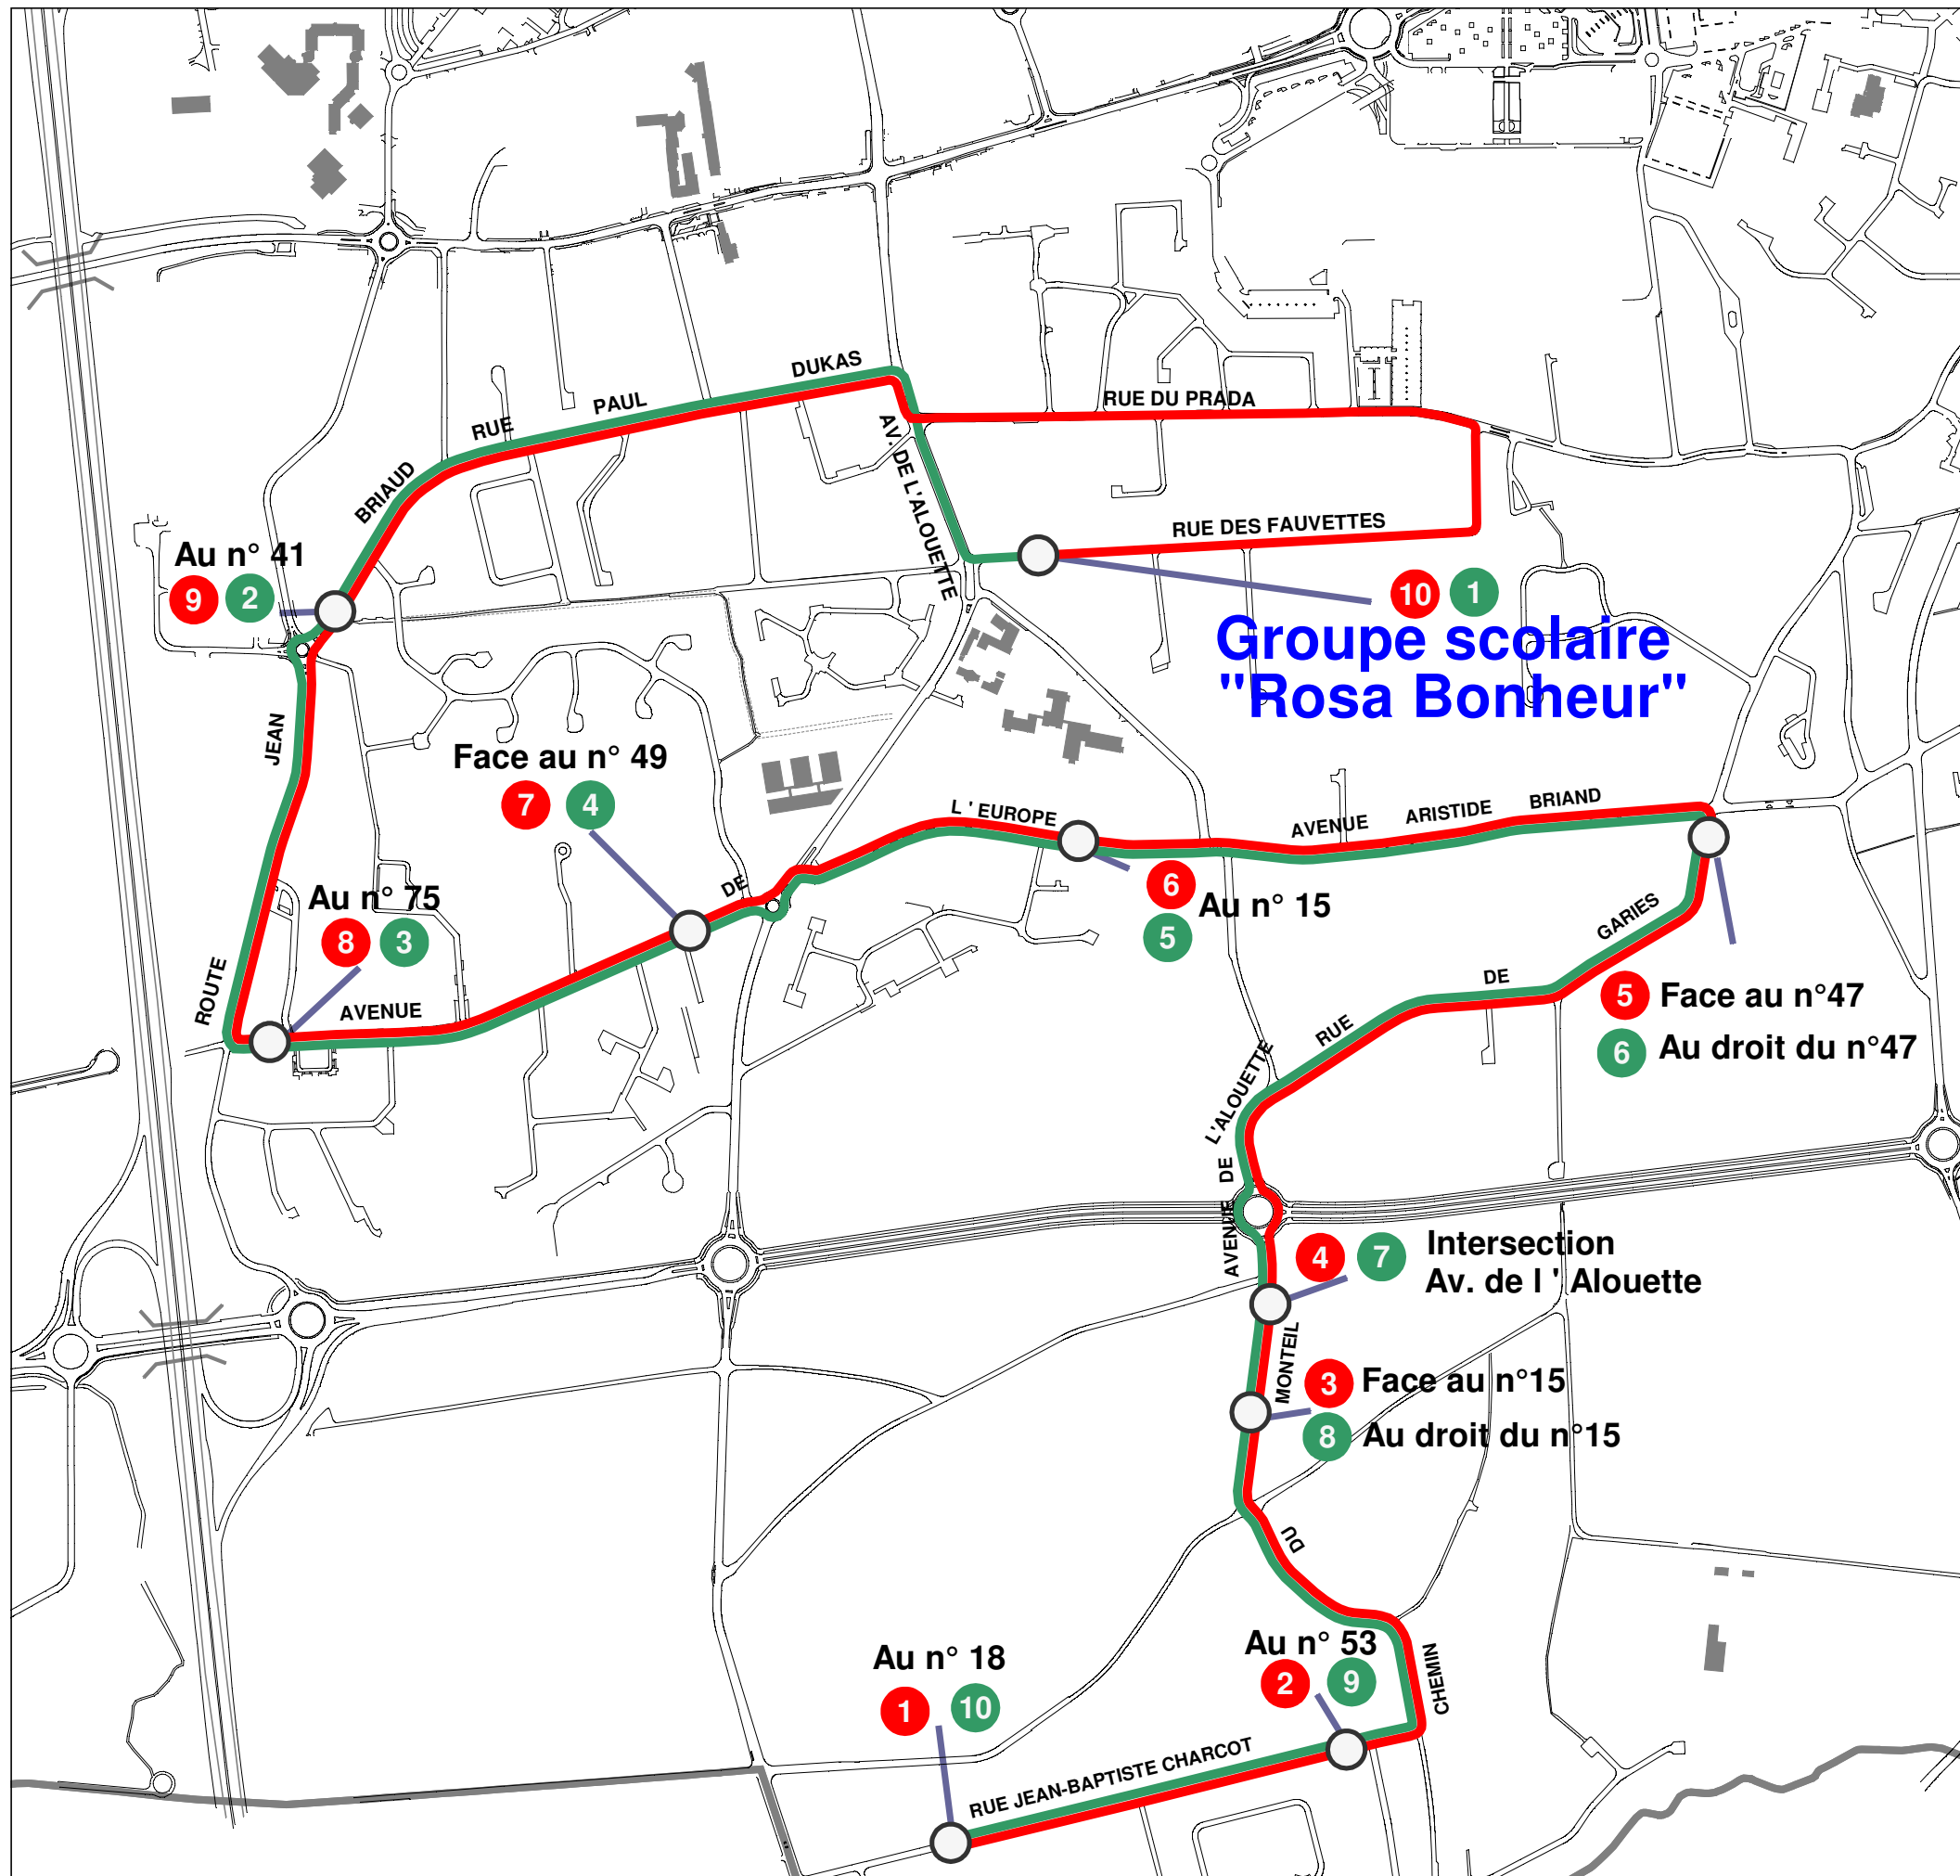 DUKAS
PAUL
RUE
BRIAUD
RUE DU PRADA
AV. DE L'ALOUETTE
RUE DES FAUVETTES
Au n° 41
9 2
10 1
Groupe scolaire
"Rosa Bonheur"
JEAN
Face au n° 49
7 4
L ' EUROPE
AVENUE ARISTIDE BRIAND
DE
6
Au n° 15
5
Au n° 75
8 3
ROUTE
AVENUE
GARIES
DE
RUE
5 Face au n°47
6 Au droit du n°47
L'ALOUETTE
DE
AVENUE
4 7
Intersection
Av. de l ' Alouette
MONTEIL
3 Face au n°15
8 Au droit du n°15
DU
Au n° 53
2 9
CHEMIN
Au n° 18
1 10
RUE JEAN-BAPTISTE CHARCOT